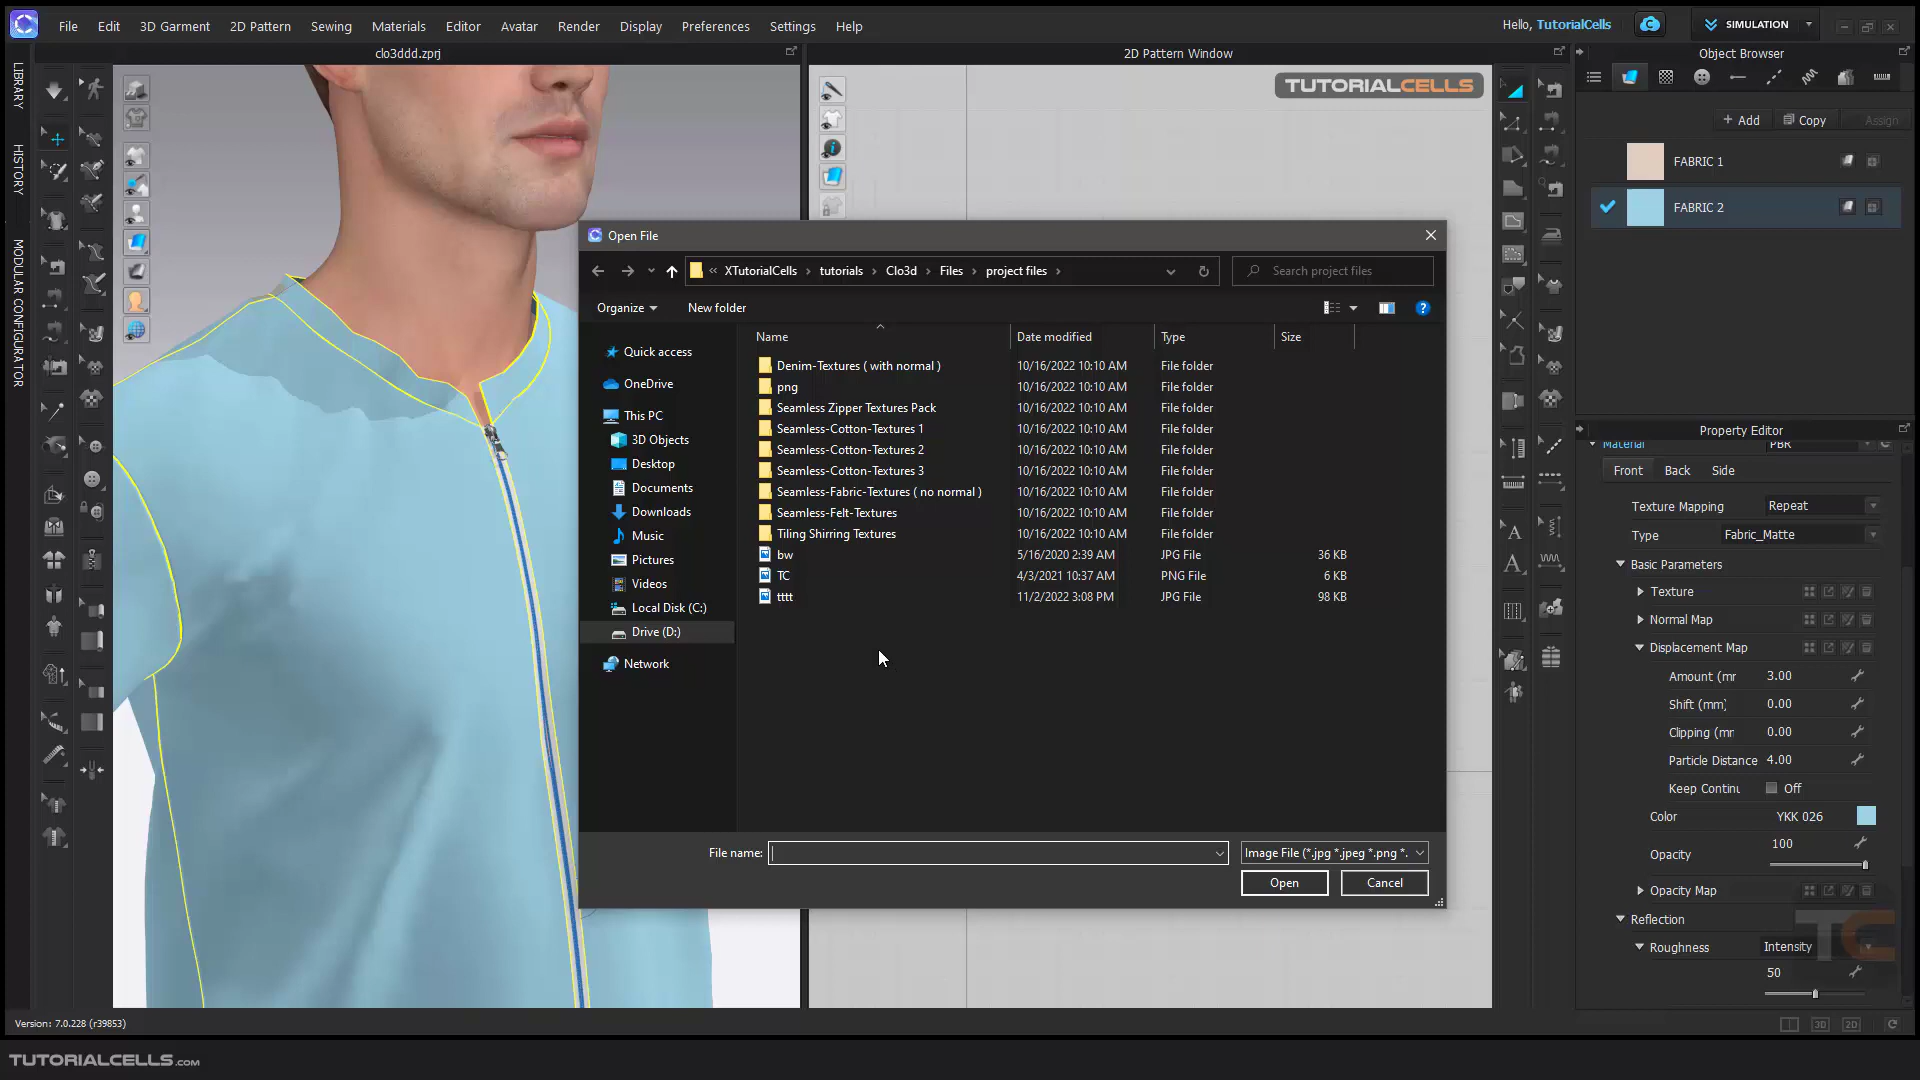 File Edit 3D Garment 2D Pattern Sewing Materials Editor Avatar Render Display Preferences Settings Help
Hello, TutorialCells
SIMULATION
clo3ddd.zprj
2D Pattern Window
Object Browser
LIBRARY
HISTORY
MODULAR CONFIGURATOR
TUTORIALCELLS
+ Add Copy Assign
FABRIC 1
FABRIC 2
Open File
« XTutorialCells › tutorials › Clo3d › Files › project files ›
Search project files
Organize New folder
Name Date modified Type Size
Quick access
OneDrive
This PC
3D Objects
Desktop
Documents
Downloads
Music
Pictures
Videos
Local Disk (C:)
Drive (D:)
Network
Denim-Textures ( with normal ) 10/16/2022 10:10 AM File folder
png 10/16/2022 10:10 AM File folder
Seamless Zipper Textures Pack 10/16/2022 10:10 AM File folder
Seamless-Cotton-Textures 1 10/16/2022 10:10 AM File folder
Seamless-Cotton-Textures 2 10/16/2022 10:10 AM File folder
Seamless-Cotton-Textures 3 10/16/2022 10:10 AM File folder
Seamless-Fabric-Textures ( no normal ) 10/16/2022 10:10 AM File folder
Seamless-Felt-Textures 10/16/2022 10:10 AM File folder
Tiling Shirring Textures 10/16/2022 10:10 AM File folder
bw 5/16/2020 2:39 AM JPG File 36 KB
TC 4/3/2021 10:37 AM PNG File 6 KB
tttt 11/2/2022 3:08 PM JPG File 98 KB
File name:
Image File (*.jpg *.jpeg *.png *.
Open Cancel
Property Editor
Material PBR
Front Back Side
Texture Mapping Repeat
Type Fabric_Matte
Basic Parameters
Texture
Normal Map
Displacement Map
Amount (mr 3.00
Shift (mm) 0.00
Clipping (mr 0.00
Particle Distance 4.00
Keep Continu Off
Color YKK 026
Opacity 100
Opacity Map
Reflection
Roughness Intensity
50
TC
3D 2D
Version: 7.0.228 (r39853)
TUTORIALCELLS.com